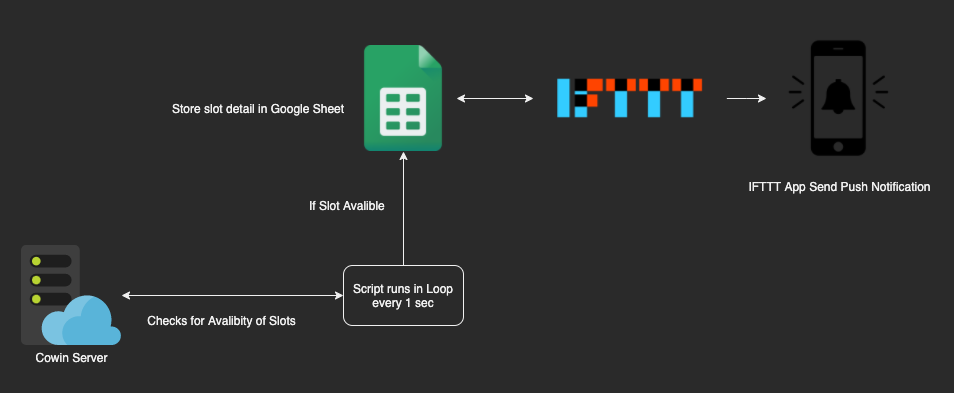 Store slot detail in Google Sheet
IFTTT
IFTTT App Send Push Notification
If Slot Avalible
Script runs in Loop
every 1 sec
Checks for Avalibity of Slots
Cowin Server